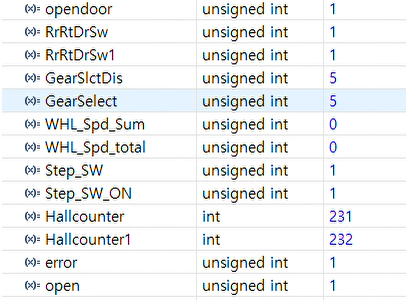 (x)= opendoor unsigned int 1
(x)= RrRtDrSw unsigned int 1
(x)= RrRtDrSw1 unsigned int 1
(x)= GearSlctDis unsigned int 5
(x)= GearSelect unsigned int 5
(x)= WHL_Spd_Sum unsigned int 0
(x)= WHL_Spd_total unsigned int 0
(x)= Step_SW unsigned int 1
(x)= Step_SW_ON unsigned int 1
(x)= Hallcounter int 231
(x)= Hallcounter1 int 232
(x)= error unsigned int 1
(x)= open unsigned int 1